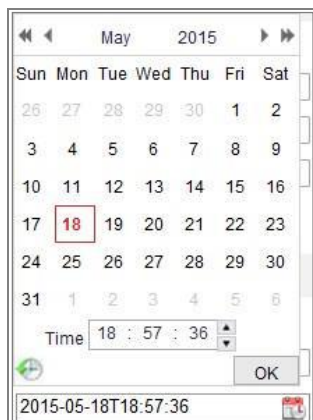 May 2015
Sun Mon Tue Wed Thu Fri Sat
26 27 28 29 30 1 2
3 4 5 6 7 8 9
10 11 12 13 14 15 16
17 18 19 20 21 22 23
24 25 26 27 28 29 30
31 1 2 3 4 5 6
Time 18 : 57 : 36
OK
2015-05-18T18:57:36